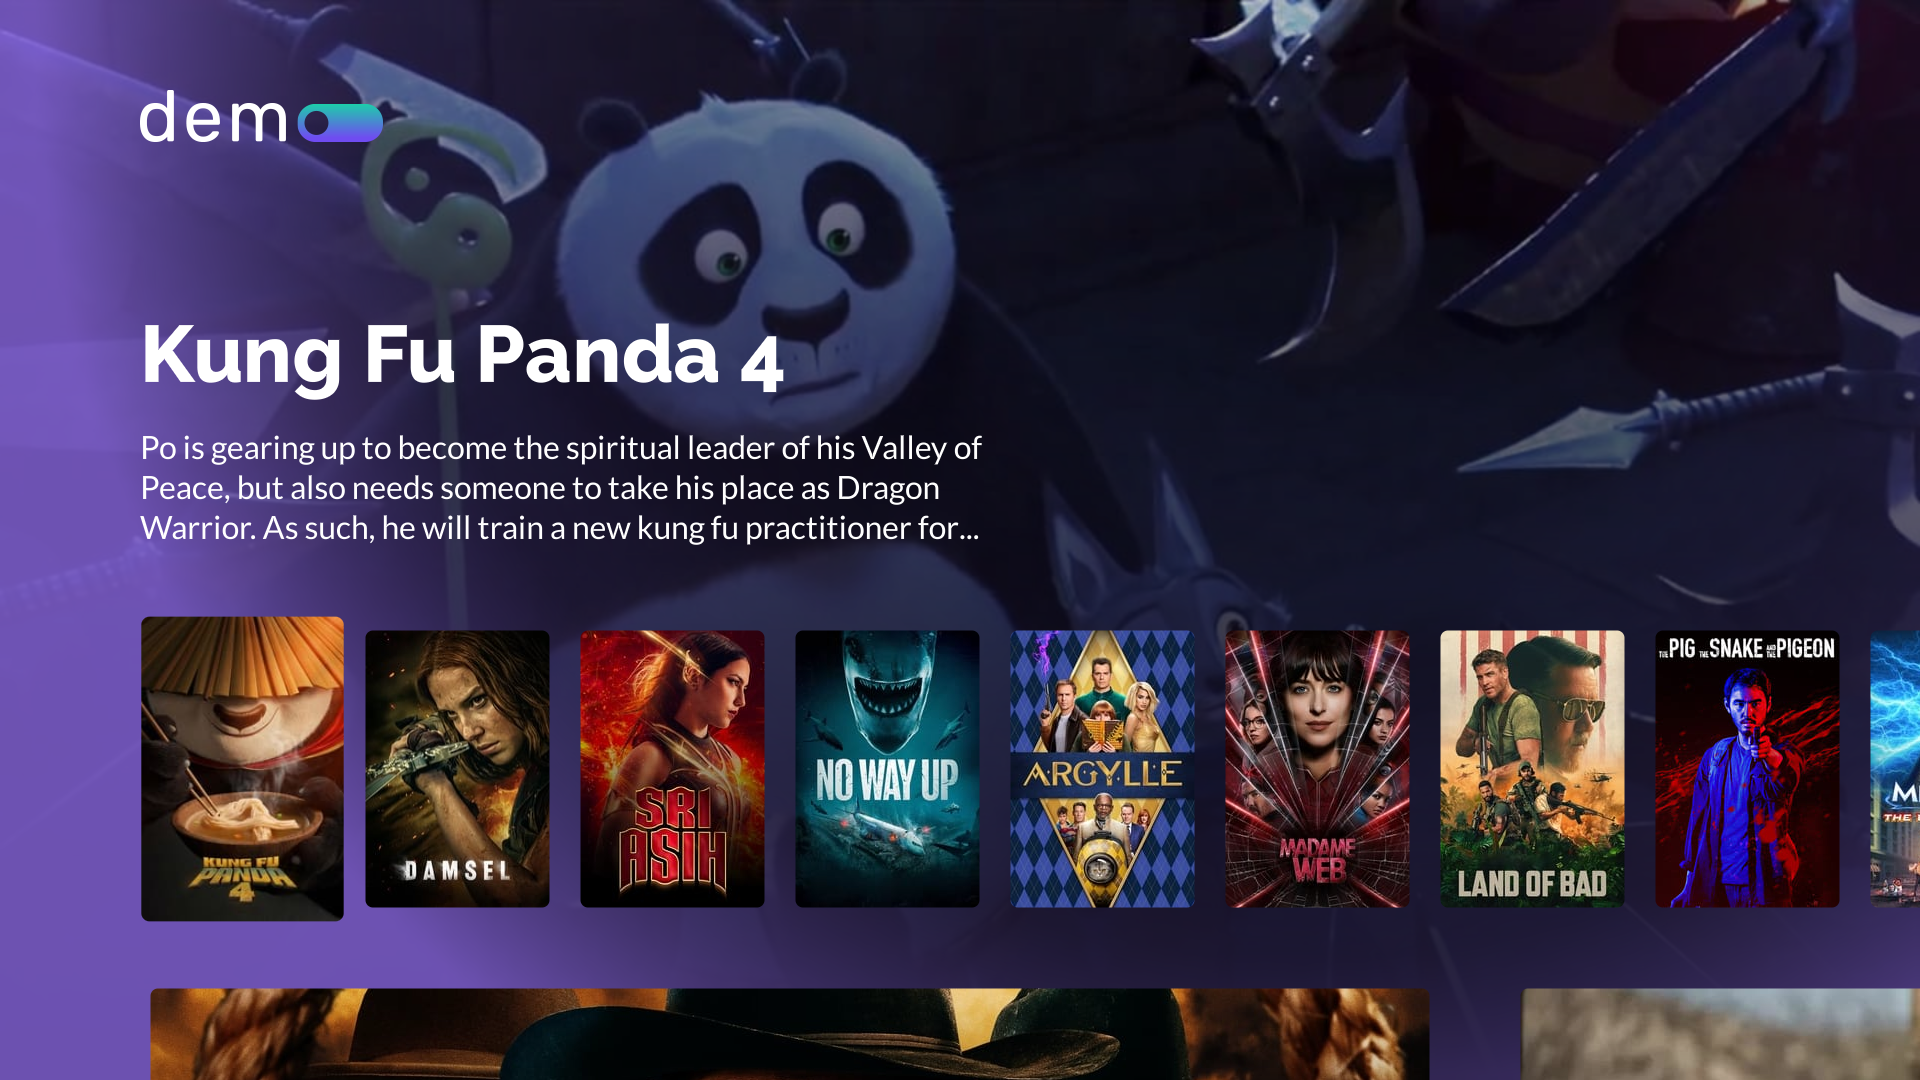 dem
Kung Fu Panda 4
Po is gearing up to become the spiritual leader of his Valley of
Peace, but also needs someone to take his place as Dragon
Warrior. As such, he will train a new kung fu practitioner for...
KUNG FU
PANDA
4
DAMSEL
SRI
ASIH
NO WAY UP
ARGYLLE
MADAME
WEB
LAND OF BAD
THE PIG THE SNAKE AND THE PIGEON
M
THE